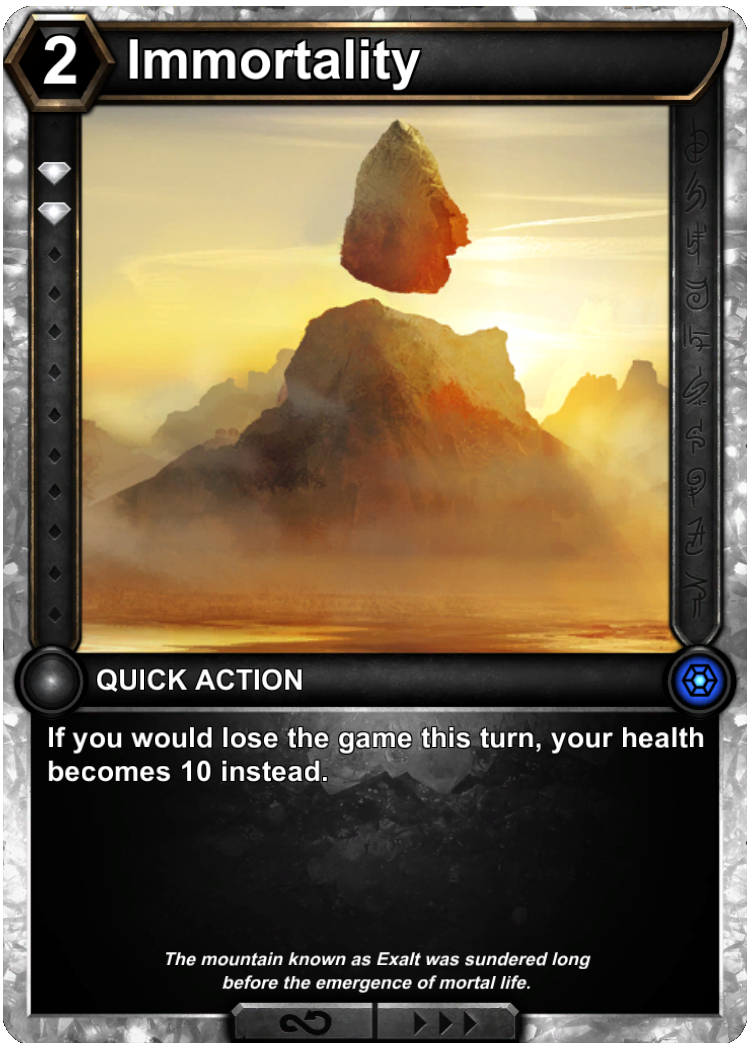 2
Immortality
QUICK ACTION
If you would lose the game this turn, your health
becomes 10 instead.
The mountain known as Exalt was sundered long
before the emergence of mortal life.